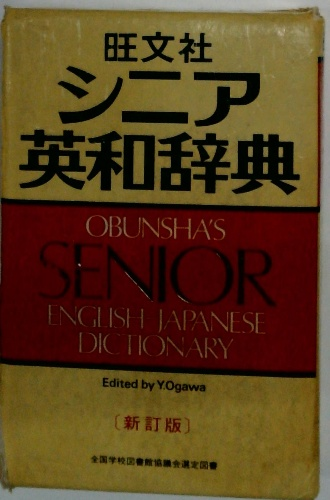 旺文社
シニア
英和辞典
OBUNSHA'S
SENIOR
ENGLISH JAPANESE
DICTIONARY
Edited by Y.Ogawa
〔新訂版〕
全国学校図書館協議会選定図書